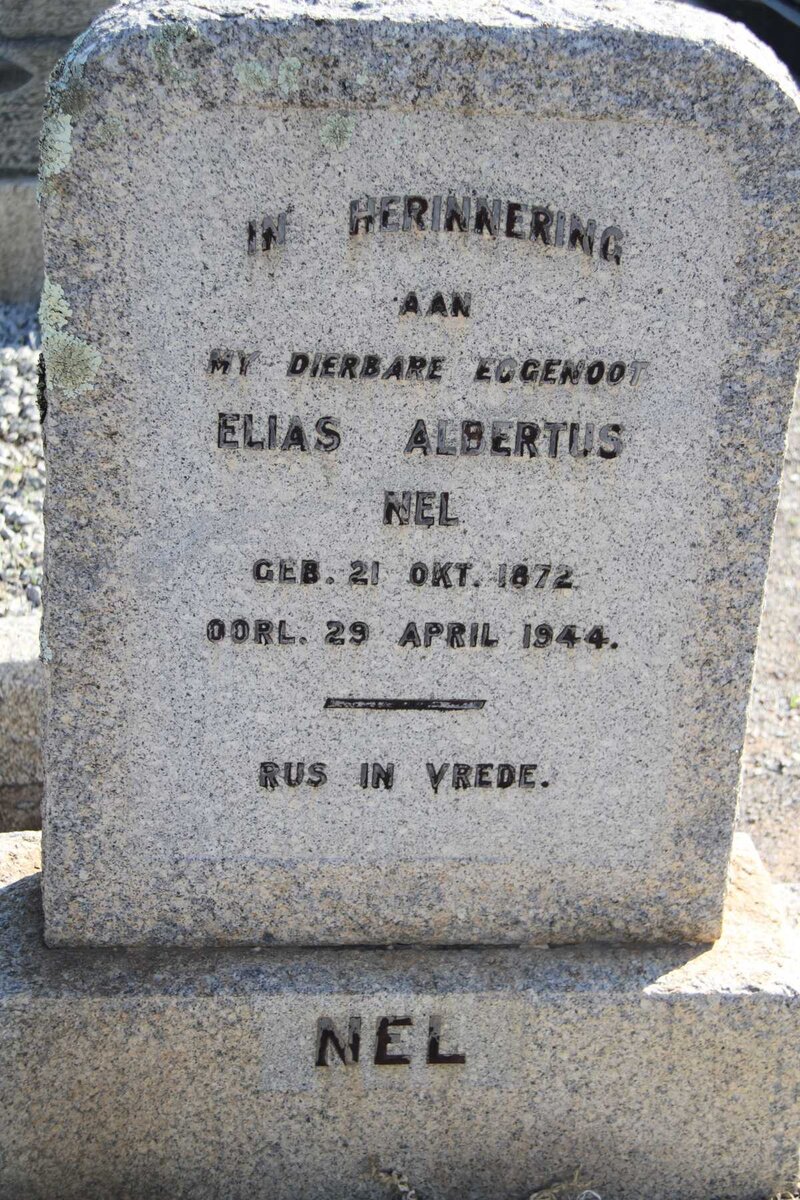 IN HERINNERING
AAN
MY DIERBARE EGGENOOT
ELIAS ALBERTUS
NEL
GEB. 21 OKT. 1872
OORL. 29 APRIL 1944.
RUS IN VREDE.
NEL